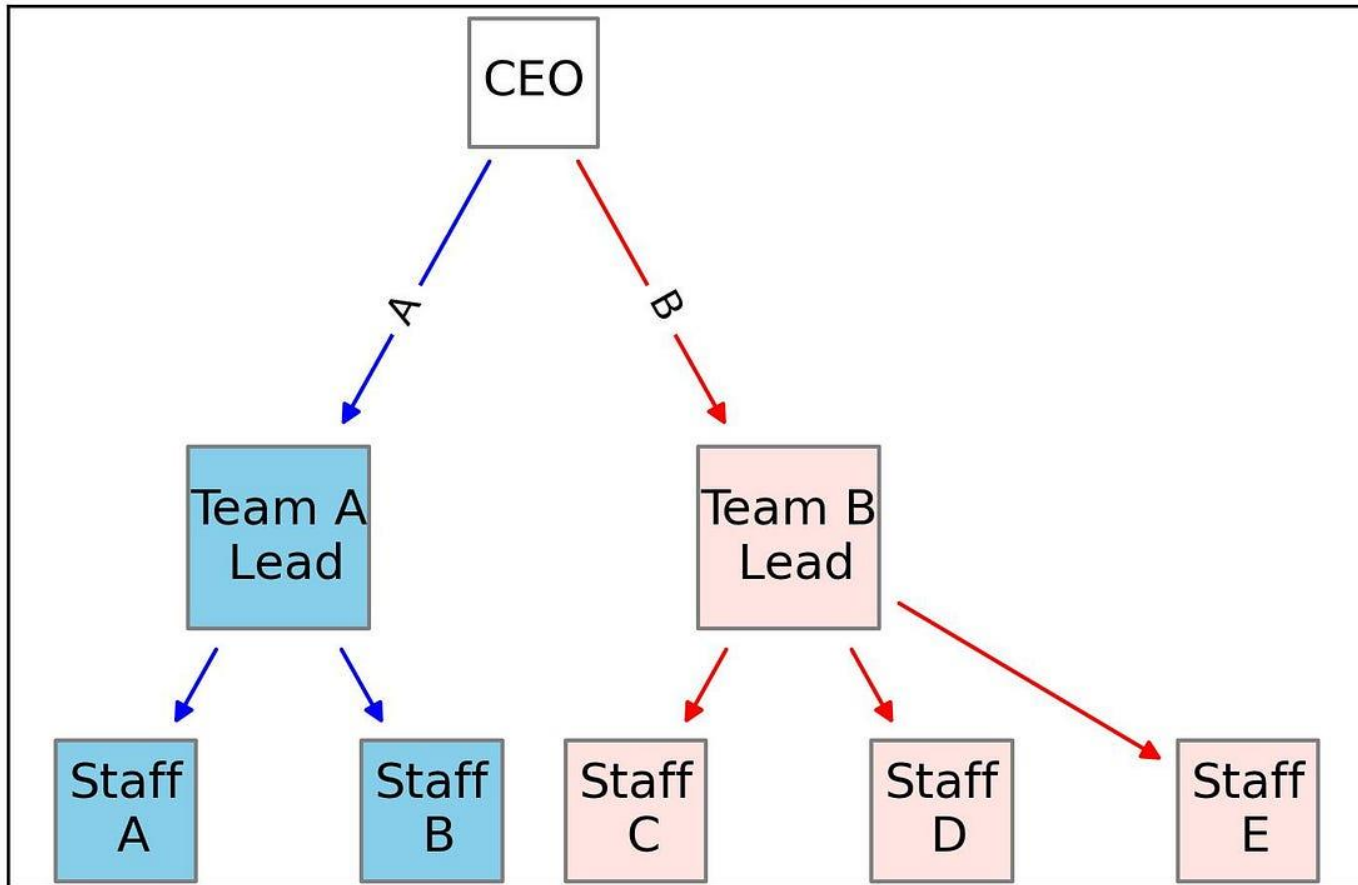 CEO
A
B
Team A
Lead
Team B
Lead
Staff
A
Staff
B
Staff
C
Staff
D
Staff
E